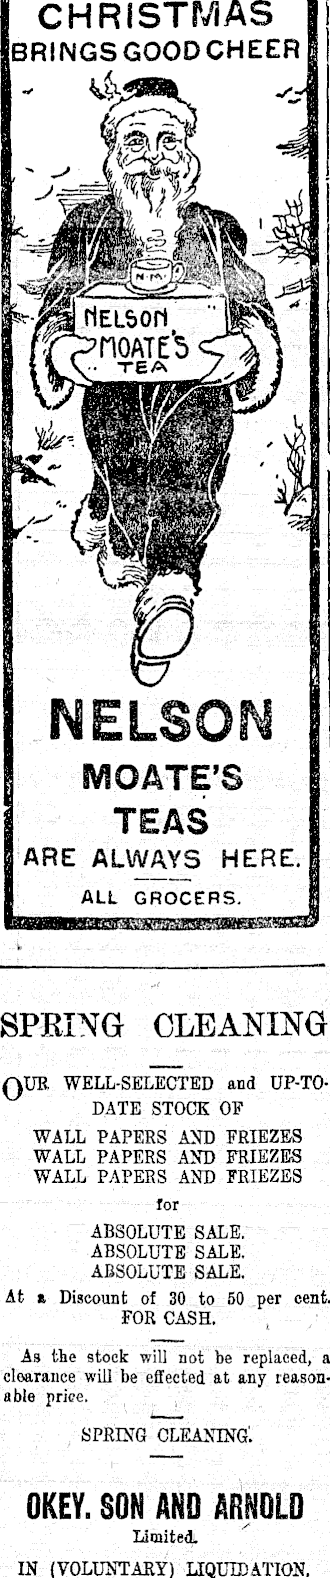 CHRISTMAS
BRINGS GOOD CHEER
N.M.
NELSON
MOATE'S
TEA
NELSON
MOATE'S
TEAS
ARE ALWAYS HERE.
ALL GROCERS.
SPRING CLEANING
OUR WELL-SELECTED and UP-TO-
DATE STOCK OF
WALL PAPERS AND FRIEZES
WALL PAPERS AND FRIEZES
WALL PAPERS AND FRIEZES
for
ABSOLUTE SALE.
ABSOLUTE SALE.
ABSOLUTE SALE.
At a Discount of 30 to 50 per cent.
FOR CASH.
As the stock will not be replaced, a
clearance will be effected at any reason-
able price.
SPRING CLEANING.
OKEY, SON AND ARNOLD
Limited.
IN (VOLUNTARY) LIQUIDATION.